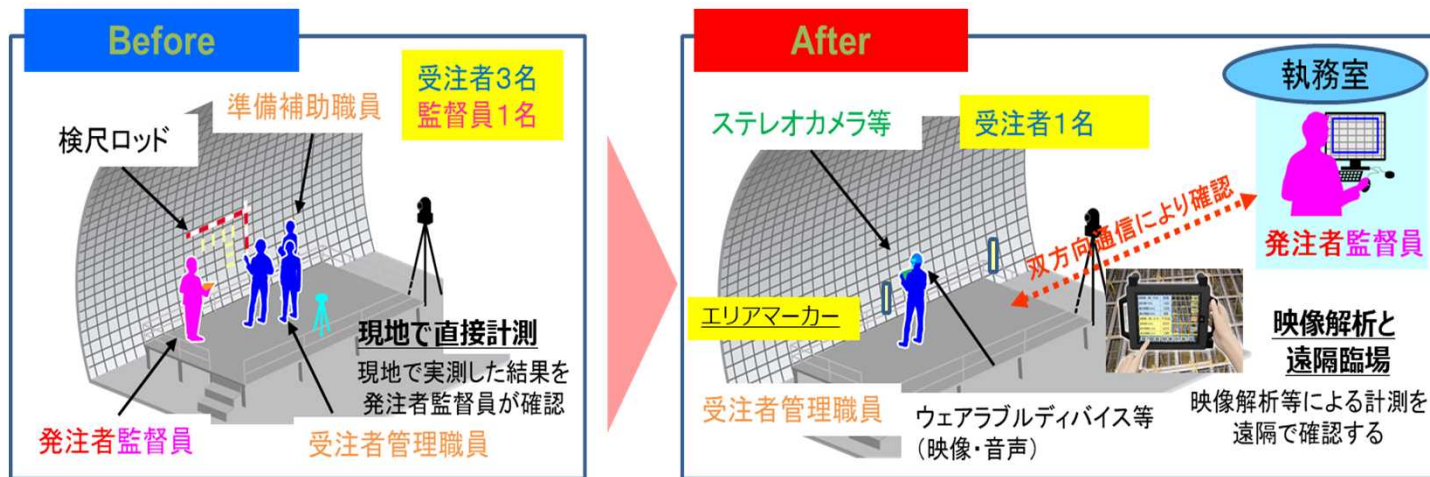 Before
受注者3名
監督員1名
準備補助職員
検尺ロッド
現地で直接計測
現地で実測した結果を
発注者監督員が確認
発注者監督員
受注者管理職員
After
執務室
ステレオカメラ等
受注者1名
双方向通信により確認
発注者監督員
エリアマーカー
映像解析と
遠隔臨場
受注者管理職員
ウェアラブルディバイス等
(映像・音声)
映像解析等による計測を
遠隔で確認する